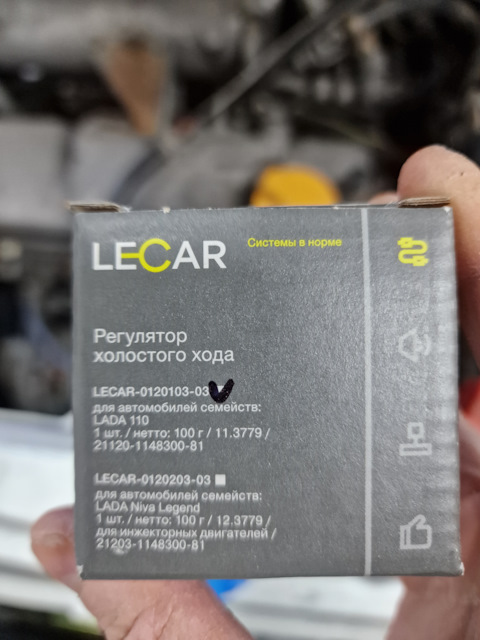 LECAR
Системы в норме
Регулятор
холостого хода
LECAR-0120103-03
для автомобилей семейств:
LADA 110
1 шт. / нетто: 100 г / 11.3779 /
21120-1148300-81
LECAR-0120203-03
для автомобилей семейств:
LADA Niva Legend
1 шт. / нетто: 100 г / 12.3779 /
для инжекторных двигателей /
21203-1148300-81